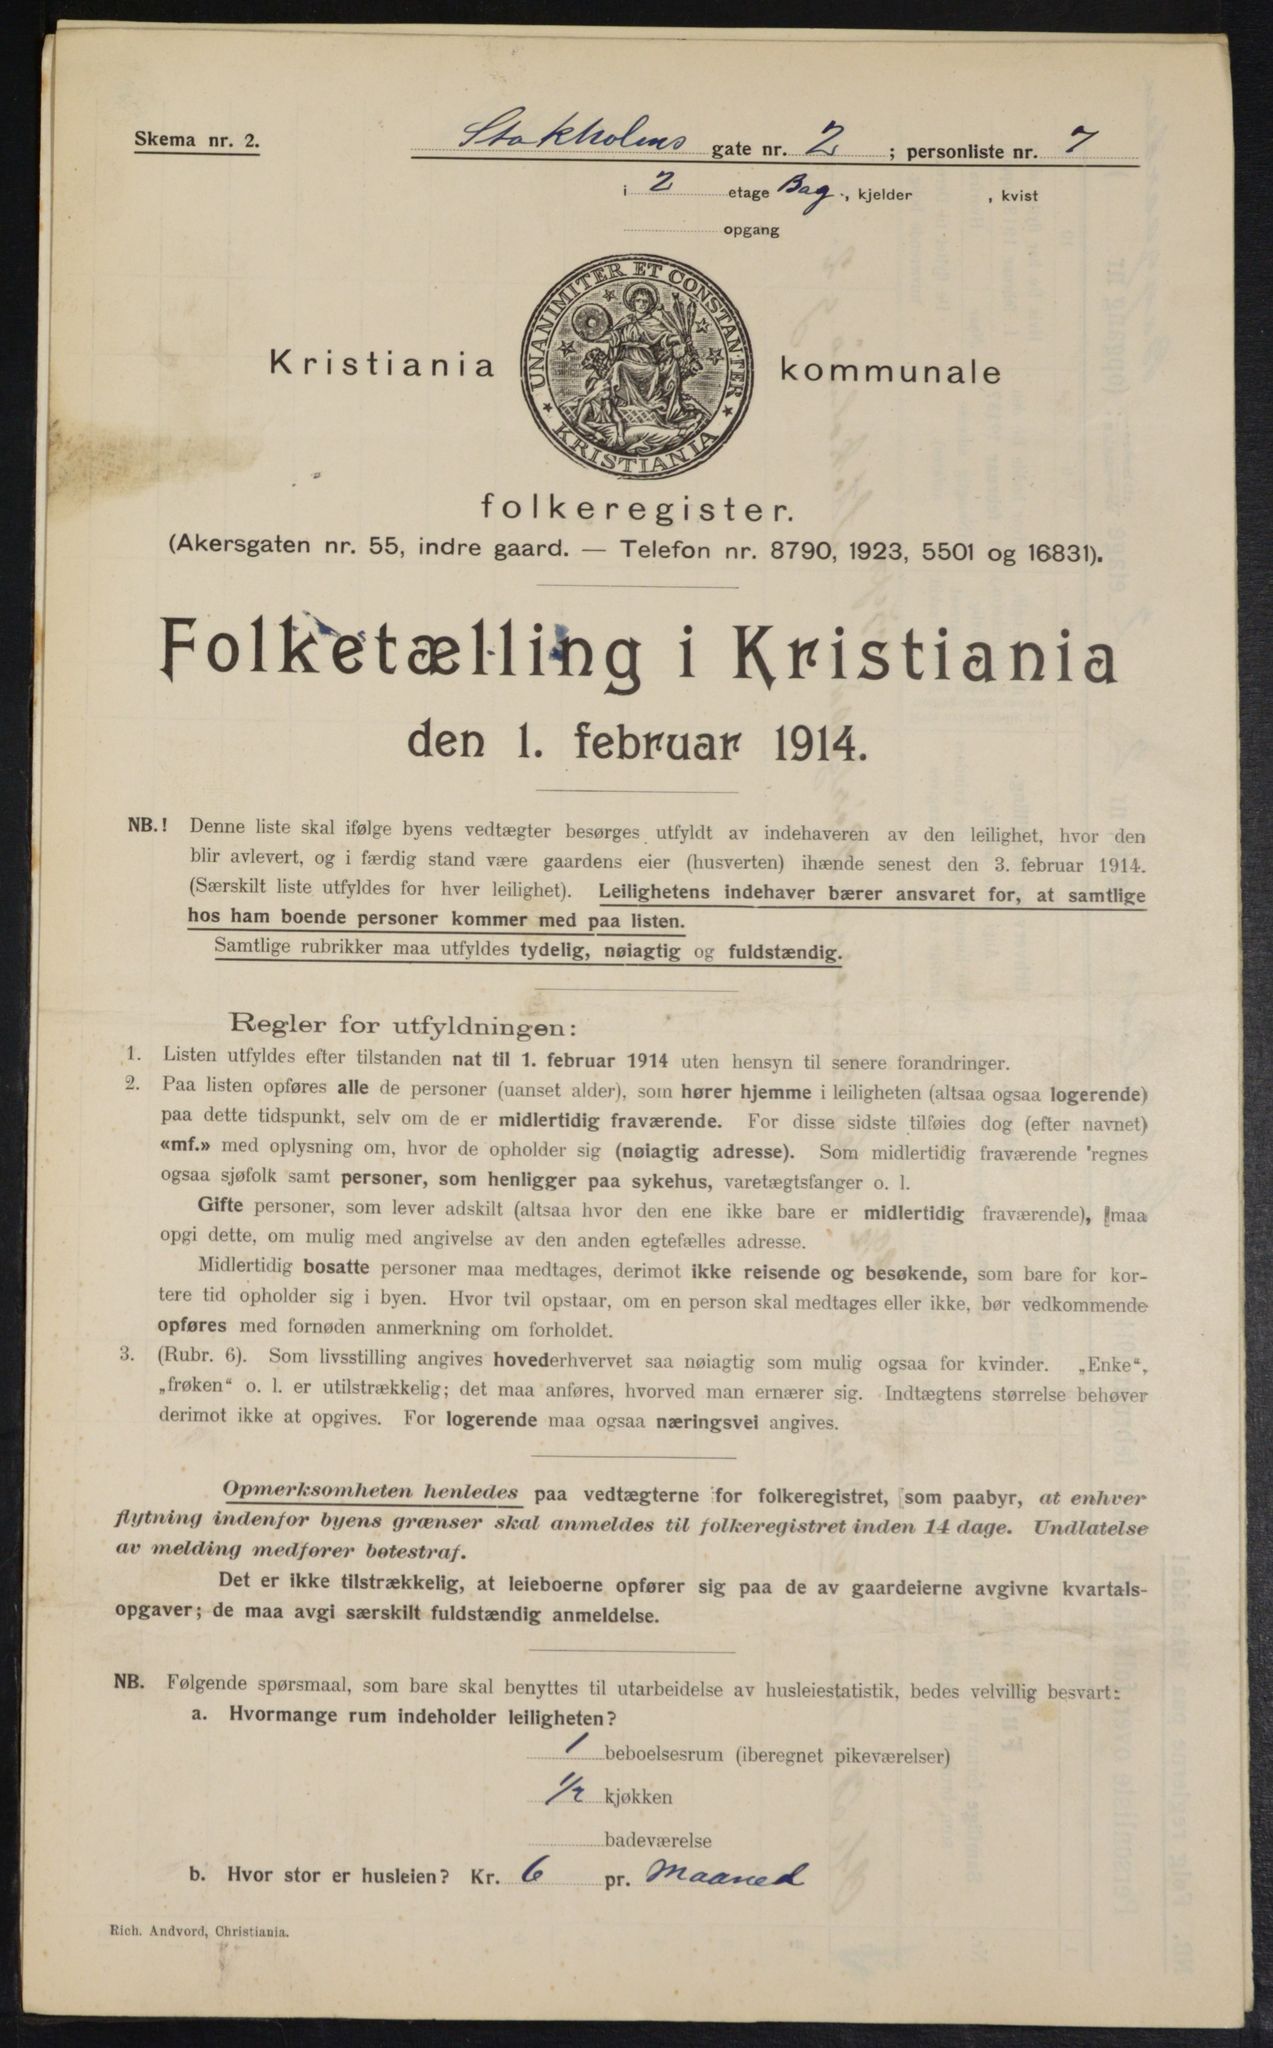 Skema nr. 2.
Stokholms gate nr. 2 ; personliste nr. 7
i 2 etage Bag., kjelder , kvist
opgang
UNANIMITER ET CONSTANTER
KRISTIANIA
Kristiania kommunale
folkeregister.
(Akersgaten nr. 55, indre gaard. — Telefon nr. 8790, 1923, 5501 og 16831).
Folketælling i Kristiania
den 1. februar 1914.
NB.! Denne liste skal ifølge byens vedtægter besørges utfyldt av indehaveren av den leilighet, hvor den
blir avlevert, og i færdig stand være gaardens eier (husverten) ihænde senest den 3. februar 1914.
(Særskilt liste utfyldes for hver leilighet). Leilighetens indehaver bærer ansvaret for, at samtlige
hos ham boende personer kommer med paa listen.
Samtlige rubrikker maa utfyldes tydelig, nøiagtig og fuldstændig.
Regler for utfyldningen:
1. Listen utfyldes efter tilstanden nat til 1. februar 1914 uten hensyn til senere forandringer.
2. Paa listen opføres alle de personer (uanset alder), som hører hjemme i leiligheten (altsaa ogsaa logerende)
paa dette tidspunkt, selv om de er midlertidig fraværende. For disse sidste tilføies dog (efter navnet)
«mf.» med oplysning om, hvor de opholder sig (nøiagtig adresse). Som midlertidig fraværende regnes
ogsaa sjøfolk samt personer, som henligger paa sykehus, varetægtsfanger o. l.
Gifte personer, som lever adskilt (altsaa hvor den ene ikke bare er midlertidig fraværende), maa
opgi dette, om mulig med angivelse av den anden egtefælles adresse.
Midlertidig bosatte personer maa medtages, derimot ikke reisende og besøkende, som bare for kor-
tere tid opholder sig i byen. Hvor tvil opstaar, om en person skal medtages eller ikke, bør vedkommende
opføres med fornøden anmerkning om forholdet.
3. (Rubr. 6). Som livsstilling angives hovederhvervet saa nøiagtig som mulig ogsaa for kvinder. „Enke“,
„frøken“ o. l. er utilstrækkelig; det maa anføres, hvorved man ernærer sig. Indtægtens størrelse behøver
derimot ikke at opgives. For logerende maa ogsaa næringsvei angives.
Opmerksomheten henledes paa vedtægterne for folkeregistret, som paabyr, at enhver
flytning indenfor byens grænser skal anmeldes til folkeregistret inden 14 dage. Undlatelse
av melding medfører bøtestraf.
Det er ikke tilstrækkelig, at leieboerne opfører sig paa de av gaardeierne avgivne kvartals-
opgaver; de maa avgi særskilt fuldstændig anmeldelse.
NB. Følgende spørsmaal, som bare skal benyttes til utarbeidelse av husleiestatistik, bedes velvillig besvart:
a. Hvormange rum indeholder leiligheten?
1 beboelsesrum (iberegnet pikeværelser)
1/2 kjøkken
badeværelse
b. Hvor stor er husleien? Kr. 6 pr. Maaned
Rich. Andvord, Christiania.